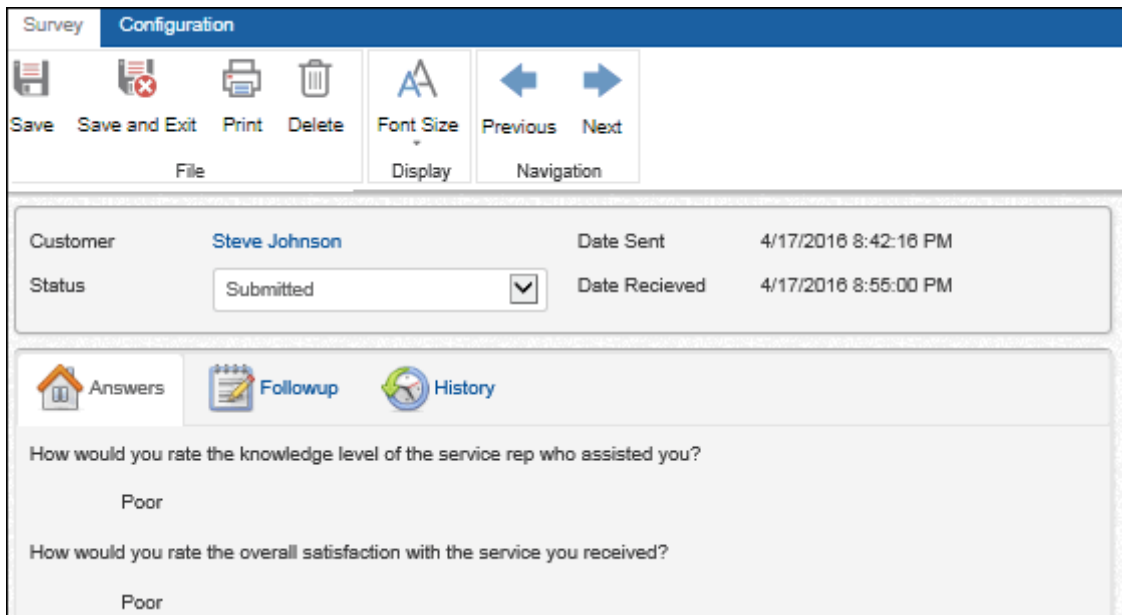 Survey Configuration
Save Save and Exit Print Delete Font Size Previous Next
File Display Navigation
Customer Steve Johnson Date Sent 4/17/2016 8:42:16 PM
Status Submitted Date Recieved 4/17/2016 8:55:00 PM
Answers Followup History
How would you rate the knowledge level of the service rep who assisted you?
Poor
How would you rate the overall satisfaction with the service you received?
Poor